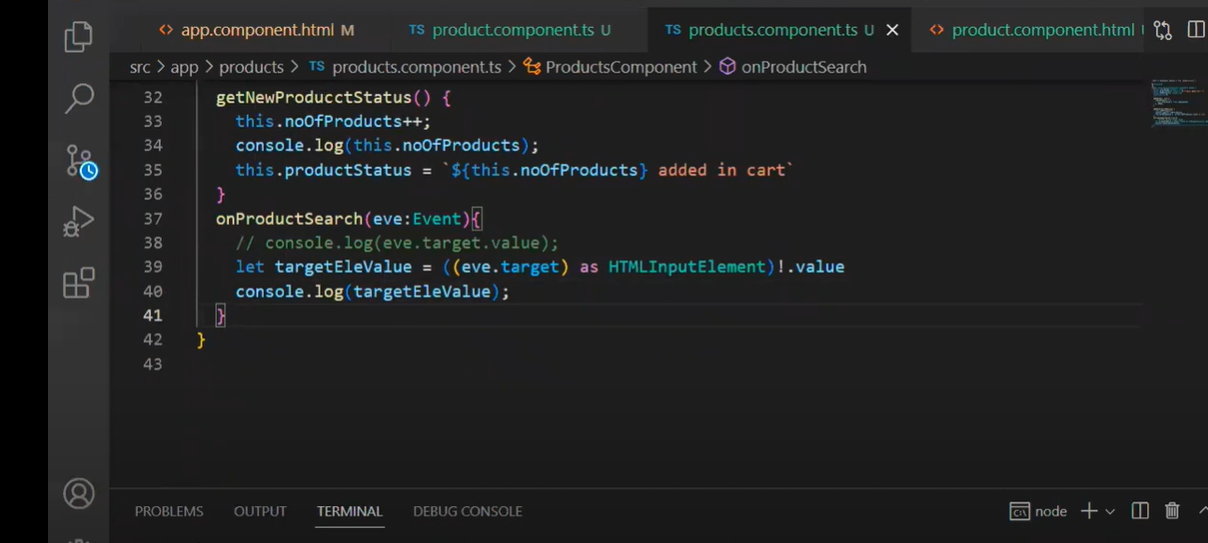 app.component.html M
TS product.component.ts U
TS products.component.ts U
product.component.html
src > app > products > TS products.component.ts > ProductsComponent > onProductSearch
32 getNewProducctStatus() {
33 this.noOfProducts++;
34 console.log(this.noOfProducts);
35 this.productStatus = `${this.noOfProducts} added in cart`
36 }
37 onProductSearch(eve:Event){
38 // console.log(eve.target.value);
39 let targetEleValue = ((eve.target) as HTMLInputElement)!.value
40 console.log(targetEleValue);
41 }
42 }
43
PROBLEMS OUTPUT TERMINAL DEBUG CONSOLE
node